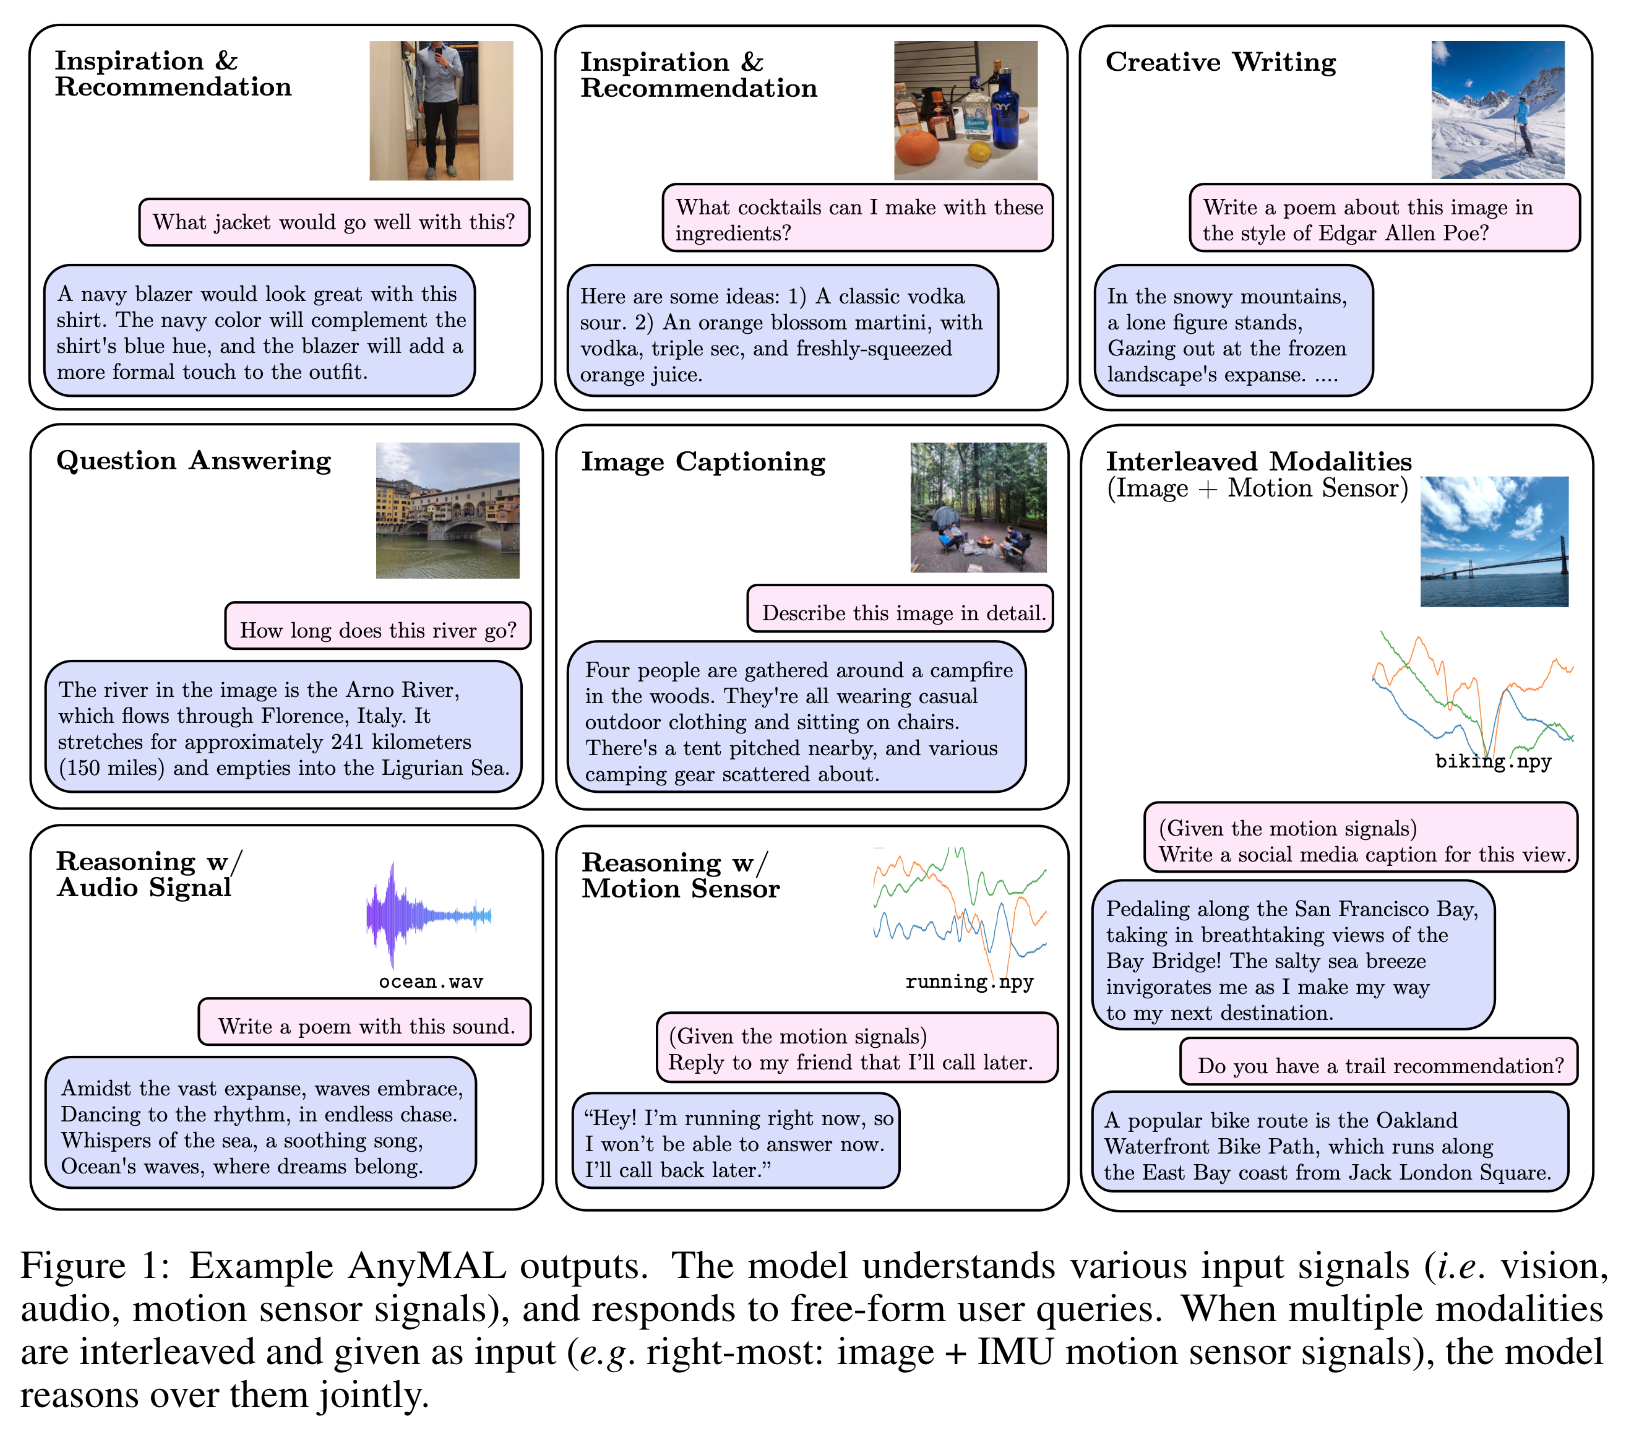 Inspiration &
Recommendation
What jacket would go well with this?
A navy blazer would look great with this
shirt. The navy color will complement the
shirt's blue hue, and the blazer will add a
more formal touch to the outfit.
Inspiration &
Recommendation
What cocktails can I make with these
ingredients?
Here are some ideas: 1) A classic vodka
sour. 2) An orange blossom martini, with
vodka, triple sec, and freshly-squeezed
orange juice.
Creative Writing
Write a poem about this image in
the style of Edgar Allen Poe?
In the snowy mountains,
a lone figure stands,
Gazing out at the frozen
landscape's expanse. ....
Question Answering
How long does this river go?
The river in the image is the Arno River,
which flows through Florence, Italy. It
stretches for approximately 241 kilometers
(150 miles) and empties into the Ligurian Sea.
Image Captioning
Describe this image in detail.
Four people are gathered around a campfire
in the woods. They're all wearing casual
outdoor clothing and sitting on chairs.
There's a tent pitched nearby, and various
camping gear scattered about.
Interleaved Modalities
(Image + Motion Sensor)
biking.npy
(Given the motion signals)
Write a social media caption for this view.
Pedaling along the San Francisco Bay,
taking in breathtaking views of the
Bay Bridge! The salty sea breeze
invigorates me as I make my way
to my next destination.
Do you have a trail recommendation?
A popular bike route is the Oakland
Waterfront Bike Path, which runs along
the East Bay coast from Jack London Square.
Reasoning w/
Audio Signal
ocean.wav
Write a poem with this sound.
Amidst the vast expanse, waves embrace,
Dancing to the rhythm, in endless chase.
Whispers of the sea, a soothing song,
Ocean's waves, where dreams belong.
Reasoning w/
Motion Sensor
running.npy
(Given the motion signals)
Reply to my friend that I'll call later.
“Hey! I'm running right now, so
I won't be able to answer now.
I'll call back later.”
Figure 1: Example AnyMAL outputs. The model understands various input signals (i.e. vision,
audio, motion sensor signals), and responds to free-form user queries. When multiple modalities
are interleaved and given as input (e.g. right-most: image + IMU motion sensor signals), the model
reasons over them jointly.